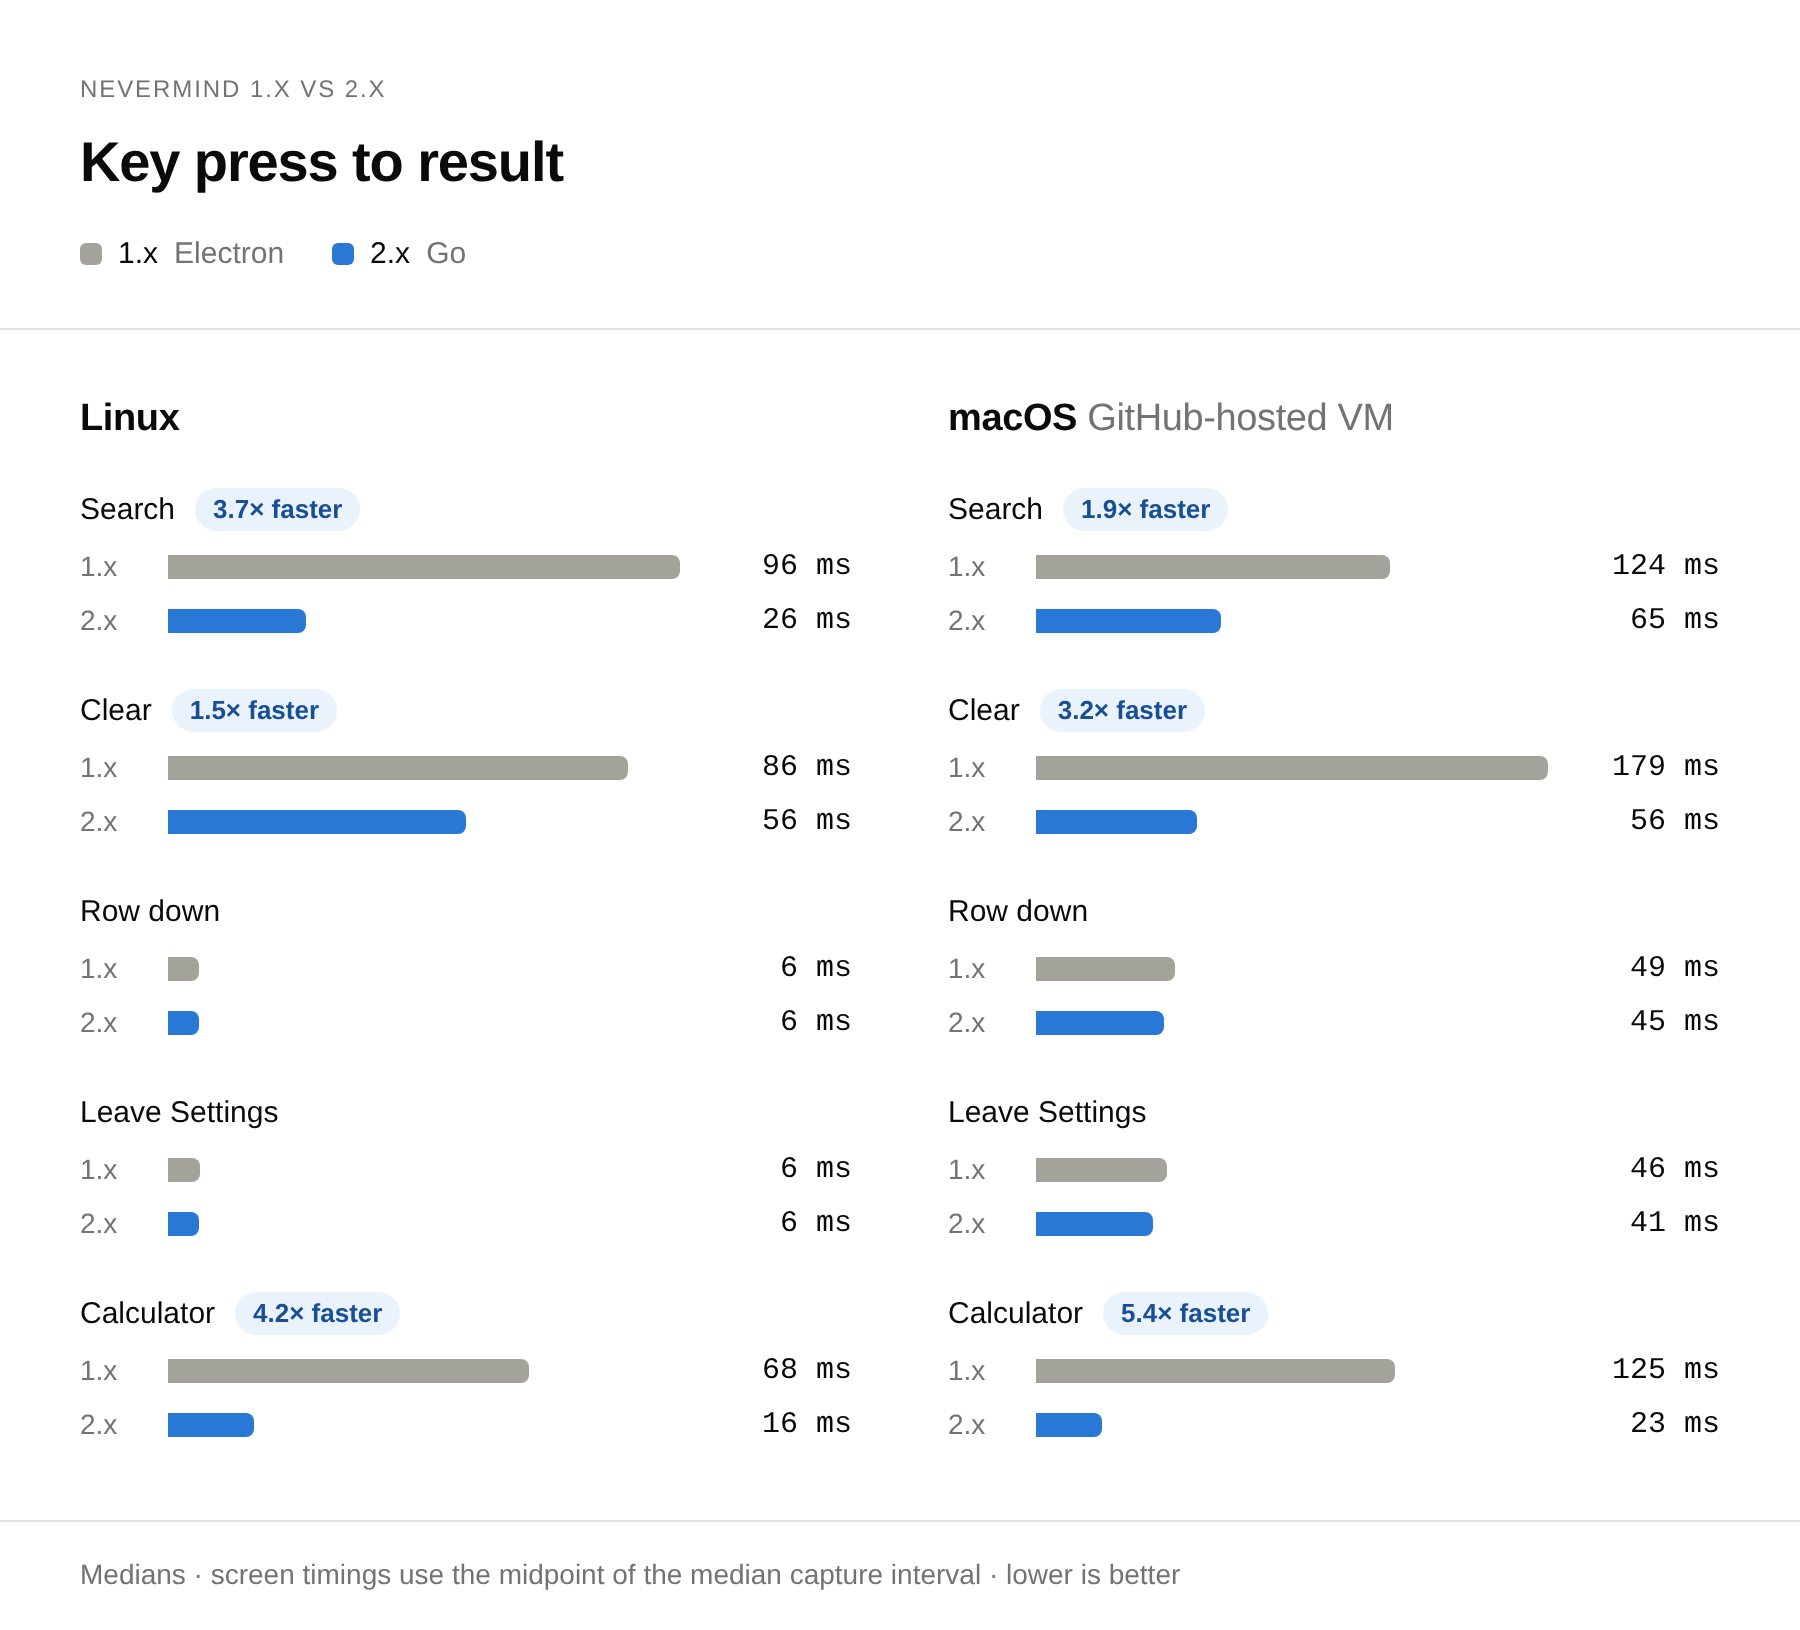 NEVERMIND 1.X VS 2.X
Key press to result
1.x Electron 2.x Go
Linux
Search 3.7× faster
1.x 96 ms
2.x 26 ms
Clear 1.5× faster
1.x 86 ms
2.x 56 ms
Row down
1.x 6 ms
2.x 6 ms
Leave Settings
1.x 6 ms
2.x 6 ms
Calculator 4.2× faster
1.x 68 ms
2.x 16 ms
macOS GitHub-hosted VM
Search 1.9× faster
1.x 124 ms
2.x 65 ms
Clear 3.2× faster
1.x 179 ms
2.x 56 ms
Row down
1.x 49 ms
2.x 45 ms
Leave Settings
1.x 46 ms
2.x 41 ms
Calculator 5.4× faster
1.x 125 ms
2.x 23 ms
Medians · screen timings use the midpoint of the median capture interval · lower is better